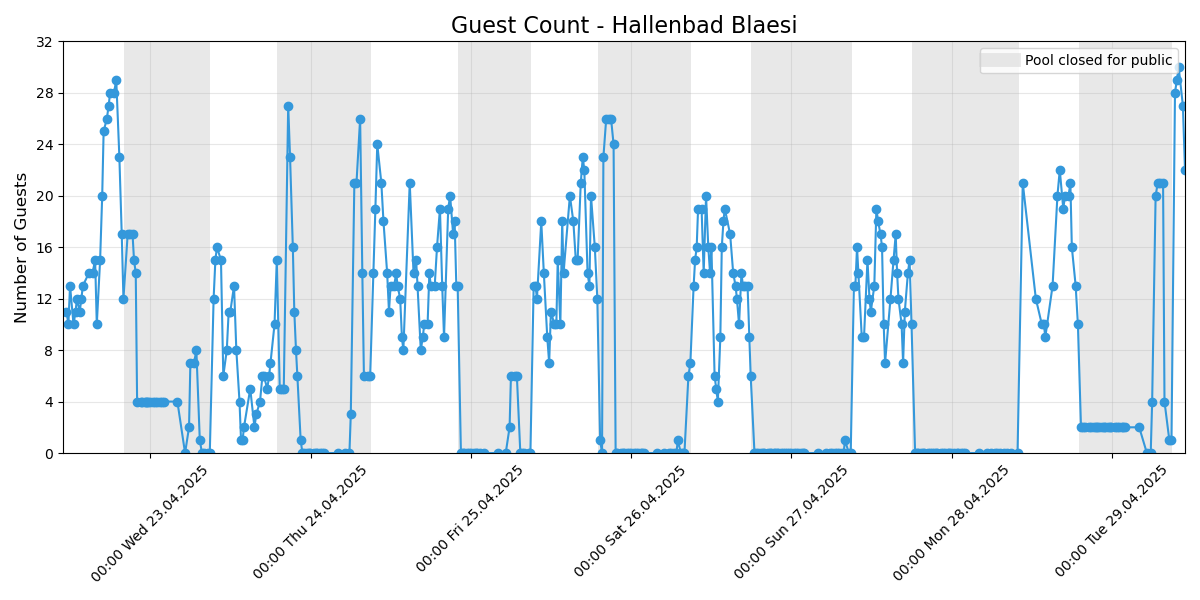 Guest Count - Hallenbad Blaesi
Pool closed for public
Number of Guests
32
28
24
20
16
12
8
4
0
00:00 Wed 23.04.2025
00:00 Thu 24.04.2025
00:00 Fri 25.04.2025
00:00 Sat 26.04.2025
00:00 Sun 27.04.2025
00:00 Mon 28.04.2025
00:00 Tue 29.04.2025